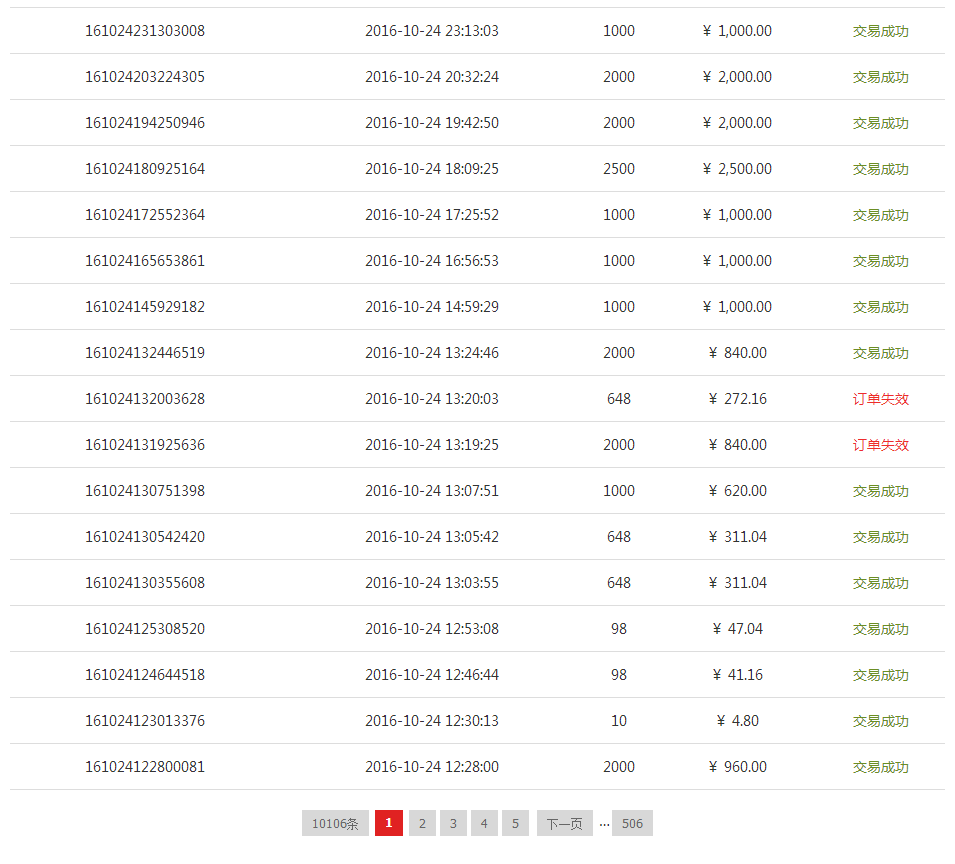 161024231303008 2016-10-24 23:13:03 1000 ¥ 1,000.00 交易成功
161024203224305 2016-10-24 20:32:24 2000 ¥ 2,000.00 交易成功
161024194250946 2016-10-24 19:42:50 2000 ¥ 2,000.00 交易成功
161024180925164 2016-10-24 18:09:25 2500 ¥ 2,500.00 交易成功
161024172552364 2016-10-24 17:25:52 1000 ¥ 1,000.00 交易成功
161024165653861 2016-10-24 16:56:53 1000 ¥ 1,000.00 交易成功
161024145929182 2016-10-24 14:59:29 1000 ¥ 1,000.00 交易成功
161024132446519 2016-10-24 13:24:46 2000 ¥ 840.00 交易成功
161024132003628 2016-10-24 13:20:03 648 ¥ 272.16 订单失效
161024131925636 2016-10-24 13:19:25 2000 ¥ 840.00 订单失效
161024130751398 2016-10-24 13:07:51 1000 ¥ 620.00 交易成功
161024130542420 2016-10-24 13:05:42 648 ¥ 311.04 交易成功
161024130355608 2016-10-24 13:03:55 648 ¥ 311.04 交易成功
161024125308520 2016-10-24 12:53:08 98 ¥ 47.04 交易成功
161024124644518 2016-10-24 12:46:44 98 ¥ 41.16 交易成功
161024123013376 2016-10-24 12:30:13 10 ¥ 4.80 交易成功
161024122800081 2016-10-24 12:28:00 2000 ¥ 960.00 交易成功
10106条 1 2 3 4 5 下一页 ... 506